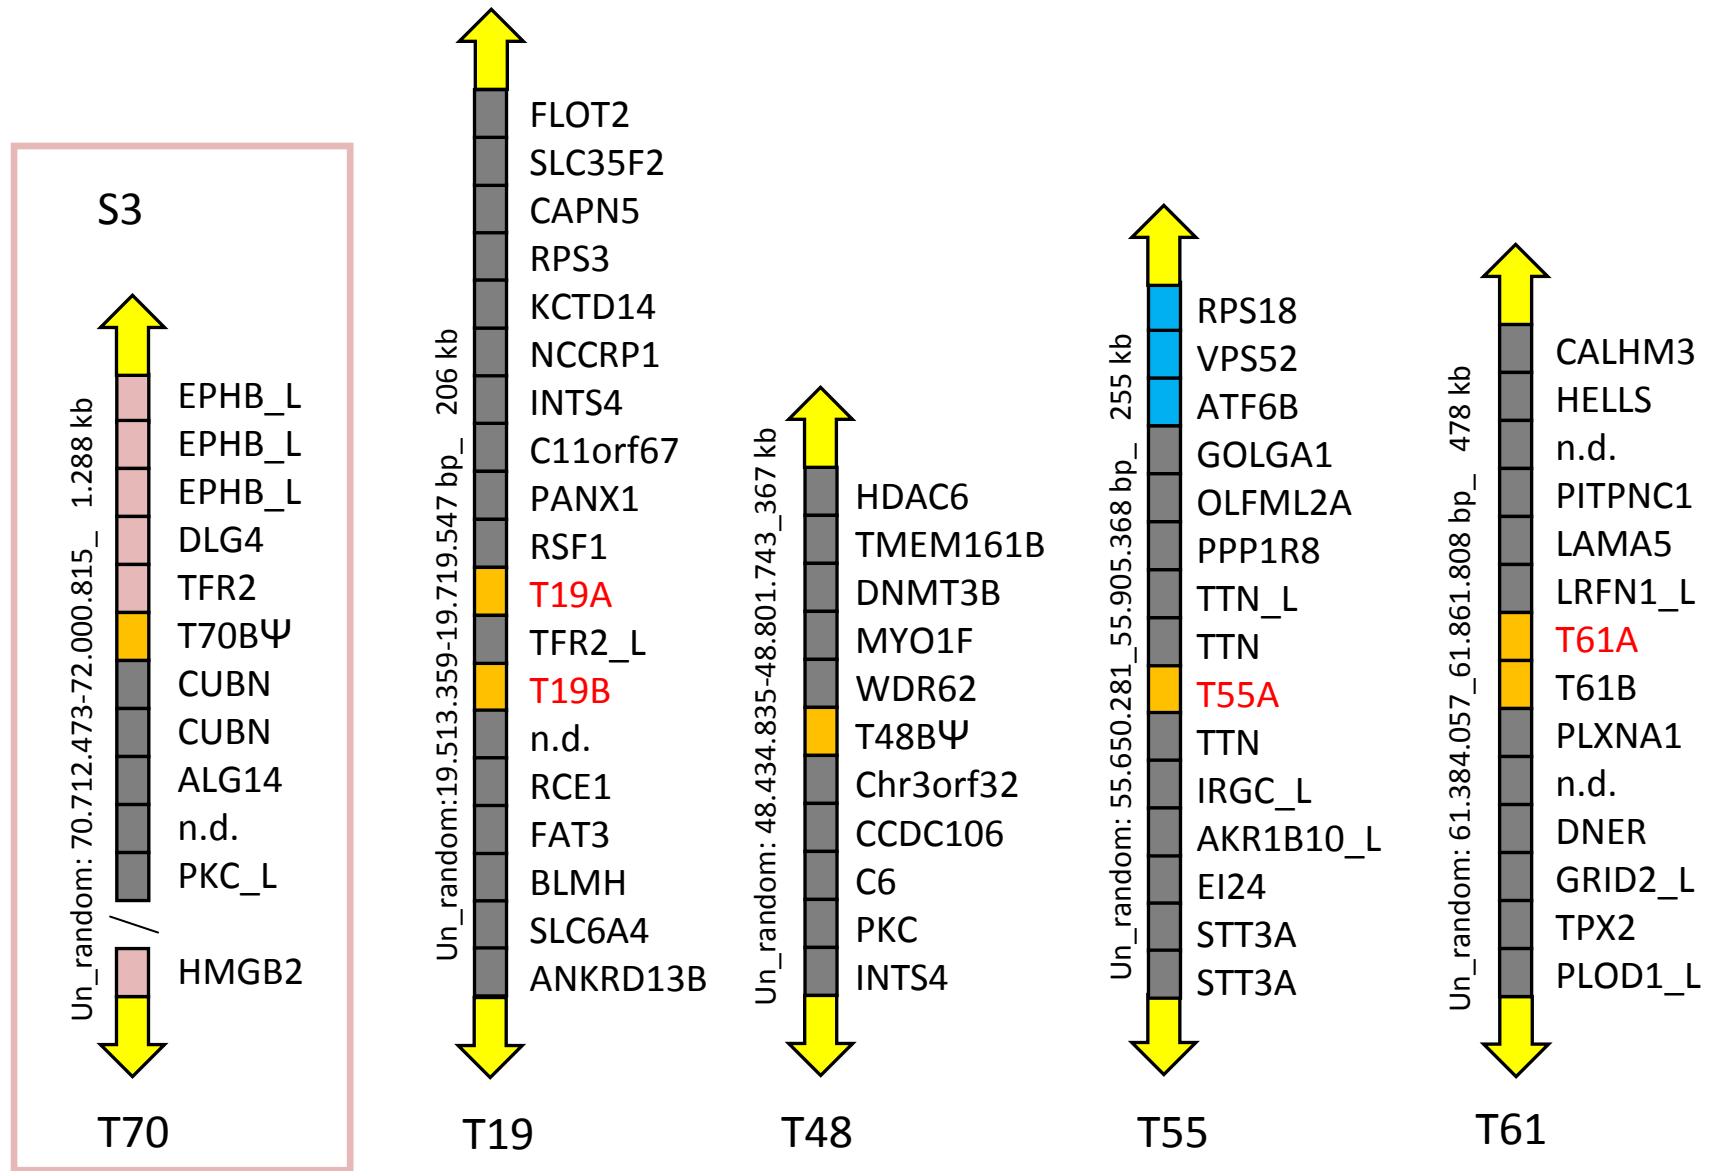 S3
Un_random: 70.712.473-72.000.815_ 1.288 kb
EPHB_L
EPHB_L
EPHB_L
DLG4
TFR2
T70BΨ
CUBN
CUBN
ALG14
n.d.
PKC_L
HMGB2
T70
Un_random:19.513.359-19.719.547 bp_ 206 kb
FLOT2
SLC35F2
CAPN5
RPS3
KCTD14
NCCRP1
INTS4
C11orf67
PANX1
RSF1
T19A
TFR2_L
T19B
n.d.
RCE1
FAT3
BLMH
SLC6A4
ANKRD13B
T19
Un_random: 48.434.835-48.801.743_367 kb
HDAC6
TMEM161B
DNMT3B
MYO1F
WDR62
T48BΨ
Chr3orf32
CCDC106
C6
PKC
INTS4
T48
Un_random: 55.650.281_55.905.368 bp_ 255 kb
RPS18
VPS52
ATF6B
GOLGA1
OLFML2A
PPP1R8
TTN_L
TTN
T55A
TTN
IRGC_L
AKR1B10_L
EI24
STT3A
STT3A
T55
Un_random: 61.384.057_61.861.808 bp_ 478 kb
CALHM3
HELLS
n.d.
PITPNC1
LAMA5
LRFN1_L
T61A
T61B
PLXNA1
n.d.
DNER
GRID2_L
TPX2
PLOD1_L
T61